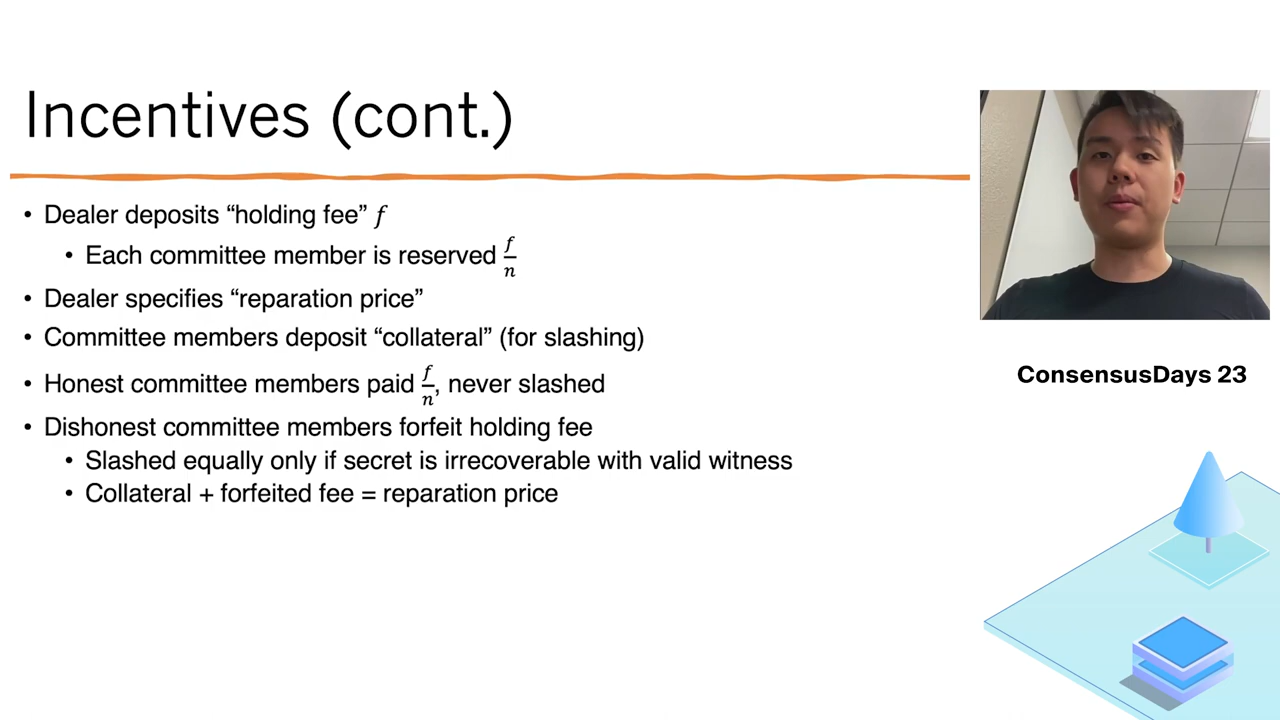 Incentives (cont.)
• Dealer deposits “holding fee” f
• Each committee member is reserved f/n
• Dealer specifies “reparation price”
• Committee members deposit “collateral” (for slashing)
• Honest committee members paid f/n, never slashed
• Dishonest committee members forfeit holding fee
• Slashed equally only if secret is irrecoverable with valid witness
• Collateral + forfeited fee = reparation price
ConsensusDays 23